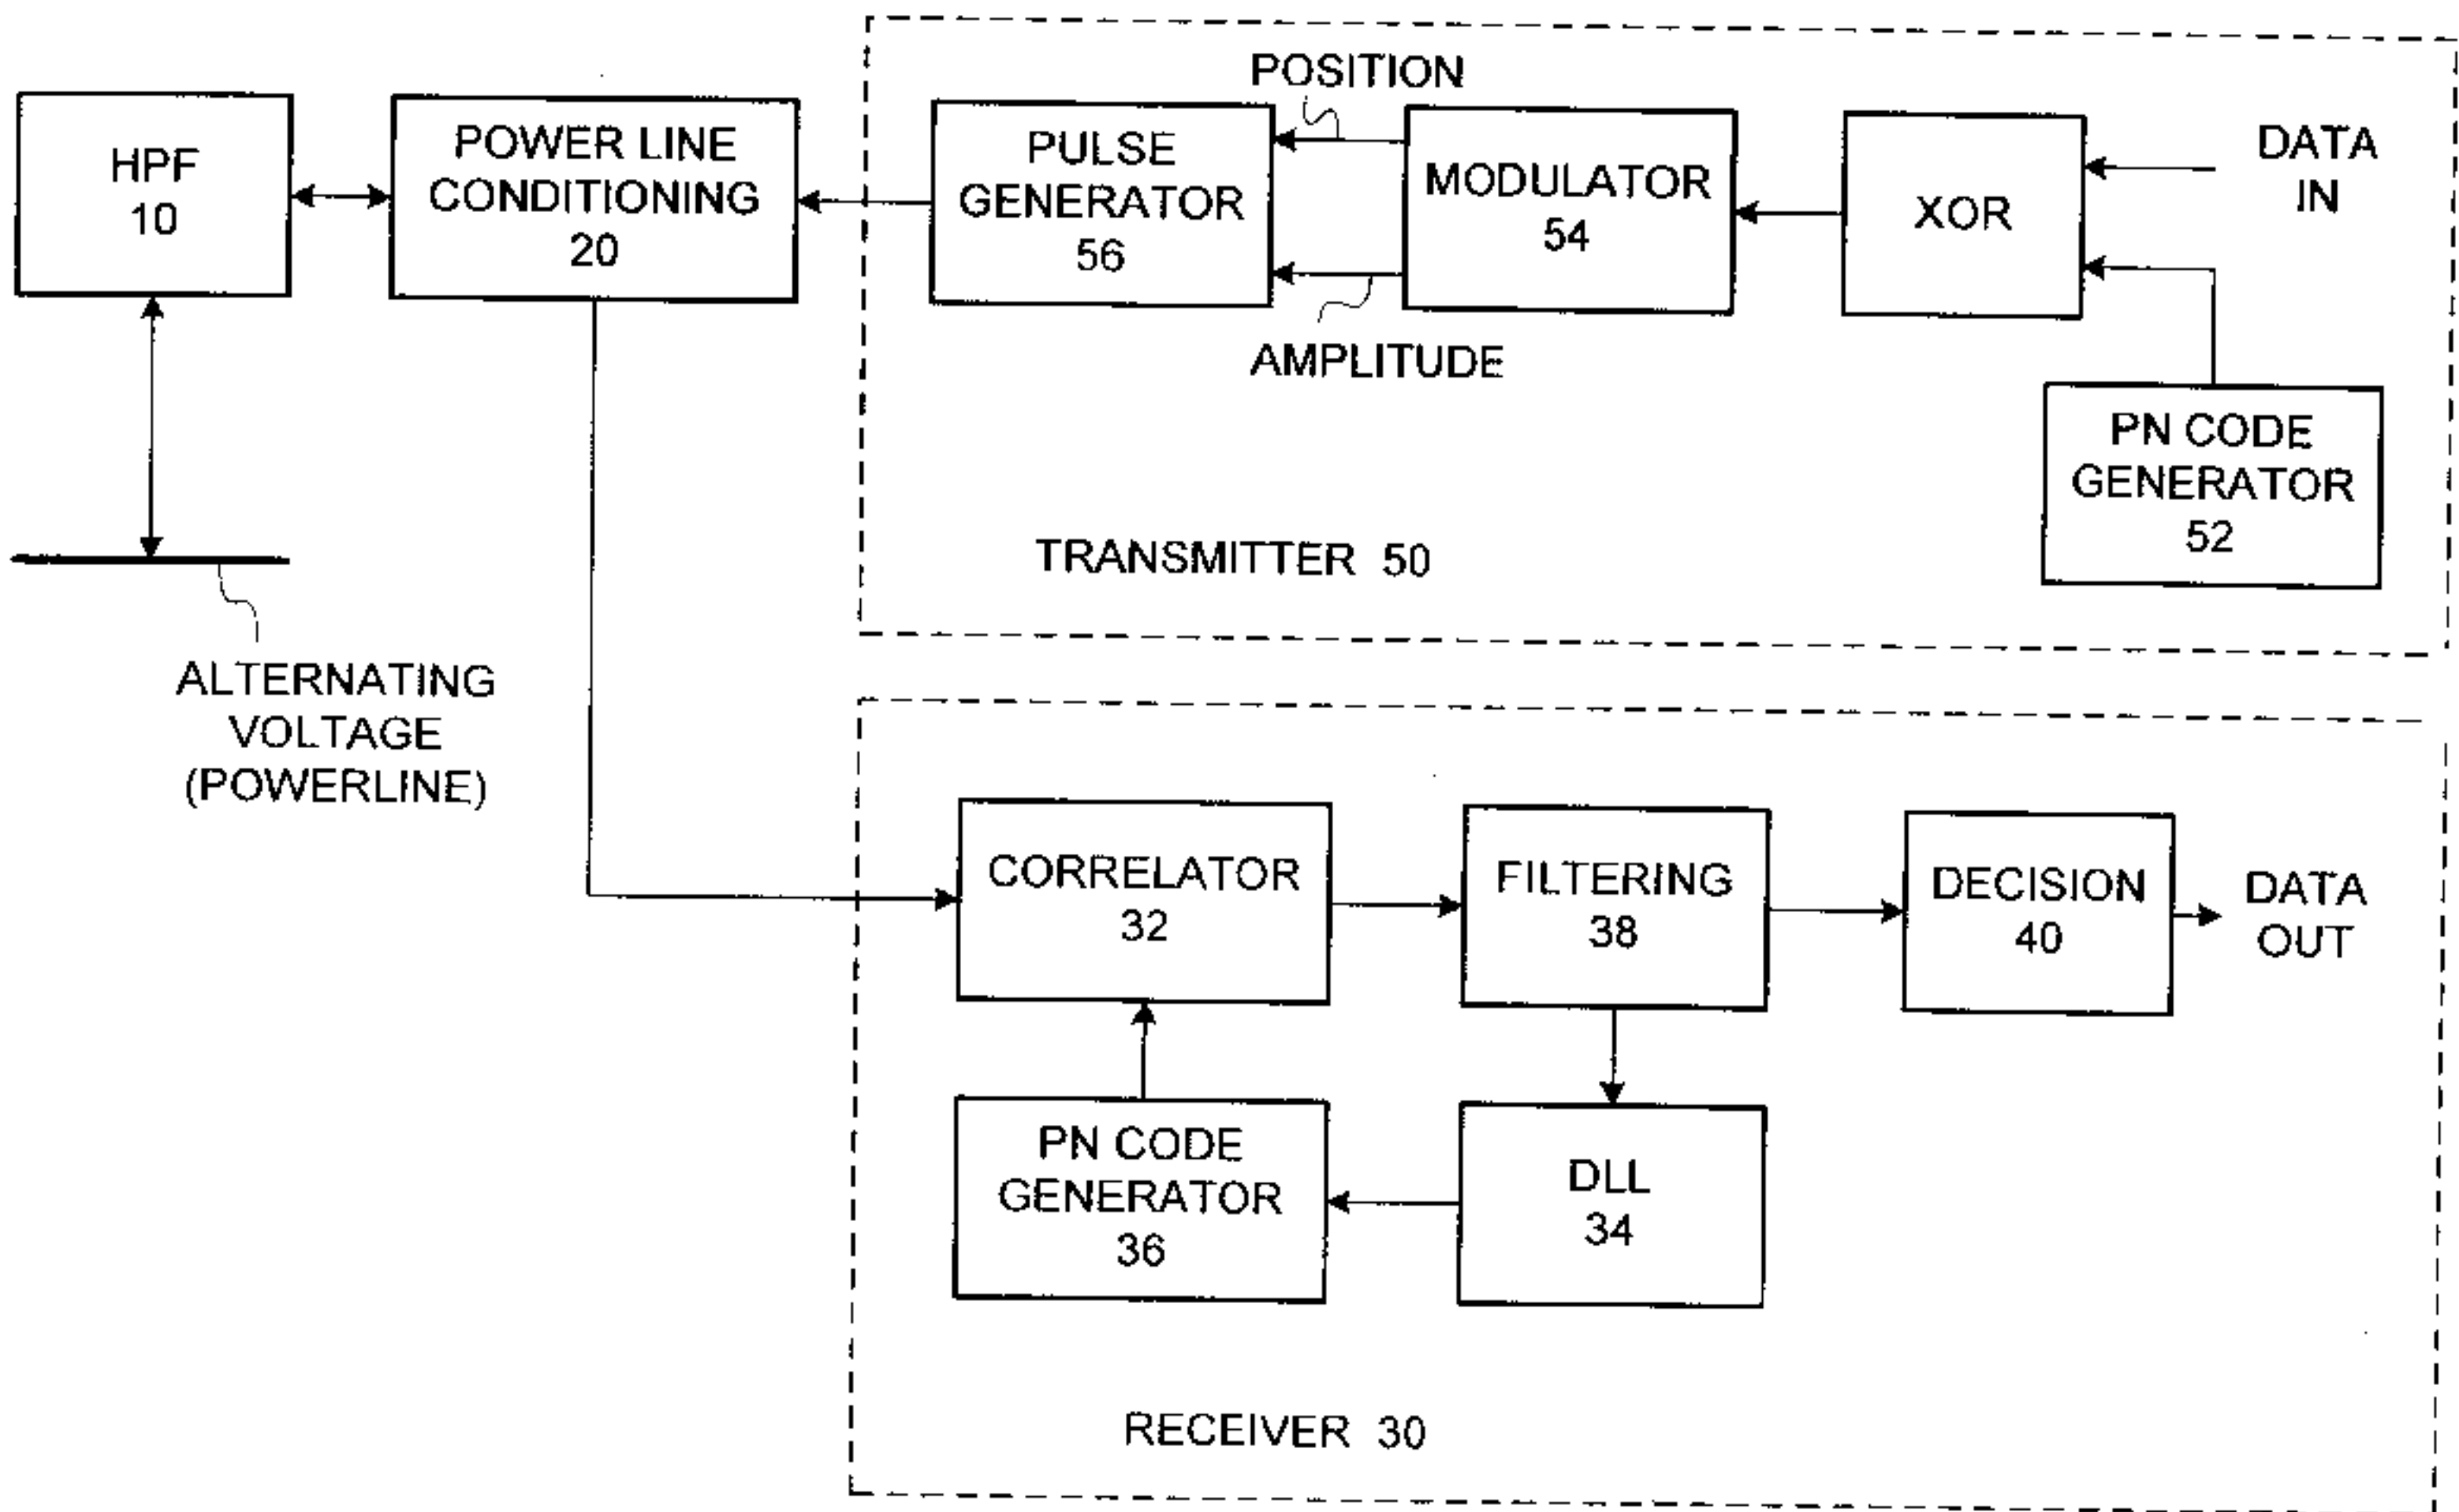 POSITION
HPF
10
POWER LINE
CONDITIONING
20
PULSE
GENERATOR
56
MODULATOR
54
XOR
DATA
IN
AMPLITUDE
PN CODE
GENERATOR
52
TRANSMITTER 50
ALTERNATING
VOLTAGE
(POWERLINE)
CORRELATOR
32
FILTERING
38
DECISION
40
DATA
OUT
PN CODE
GENERATOR
36
DLL
34
RECEIVER 30